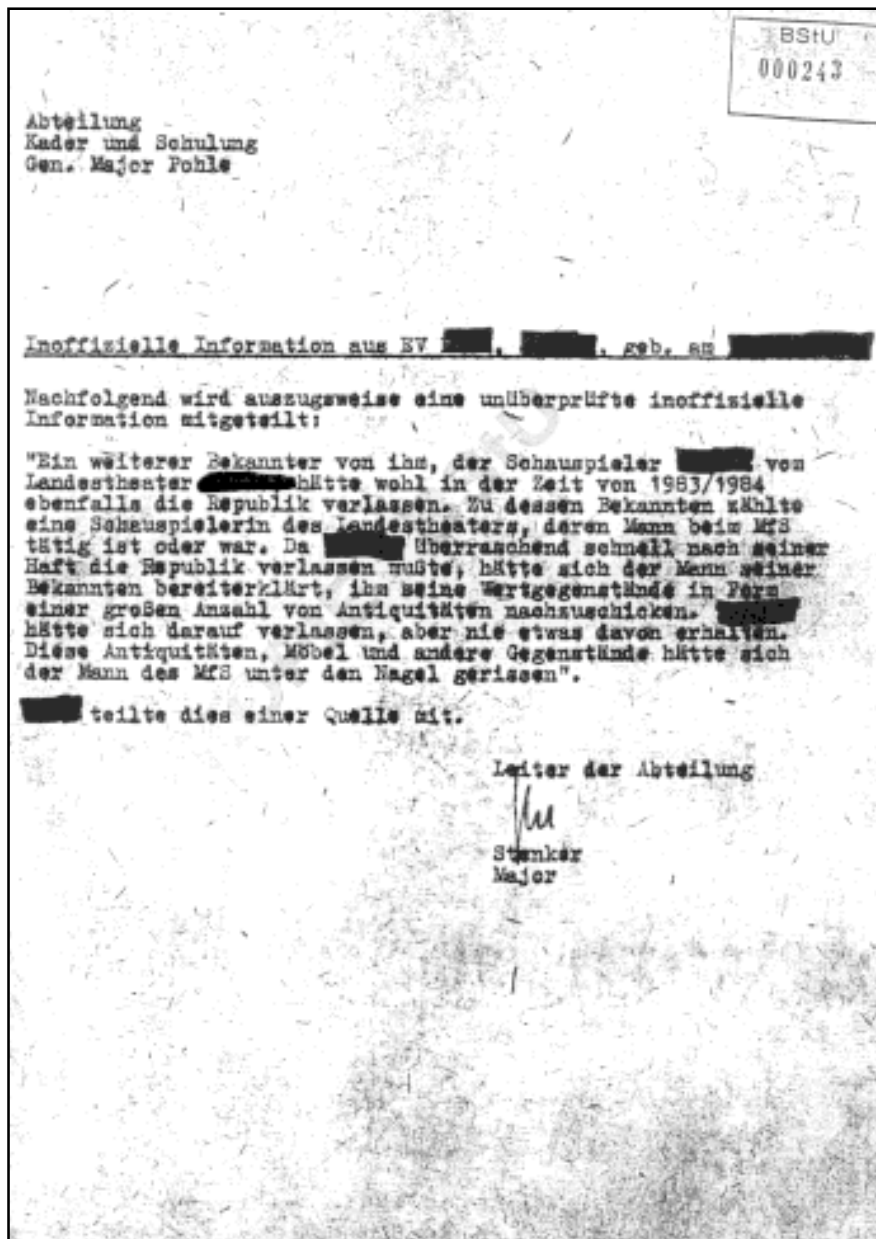 BStU
000243
Abteilung
Kader und Schulung
Gen. Major Pohle
Inoffizielle Information aus EV , , geb. am
Nachfolgend wird auszugsweise eine unüberprüfte inoffizielle
Information mitgeteilt:
"Ein weiterer Bekannter von ihm, der Schauspieler vom
Landestheater hätte wohl in der Zeit von 1983/1984
ebenfalls die Republik verlassen. Zu dessen Bekannten zählte
eine Schauspielerin des Landestheaters, deren Mann beim MfS
tätig ist oder war. Da überraschend schnell nach seiner
Haft die Republik verlassen mußte, hätte sich der Mann seiner
Bekannten bereiterklärt, ihm seine Wertgegenstände in Form
einer großen Anzahl von Antiquitäten nachzuschicken.
hätte sich darauf verlassen, aber nie etwas davon erhalten.
Diese Antiquitäten, Möbel und andere Gegenstände hätte sich
der Mann des MfS unter den Nagel gerissen".
teilte dies einer Quelle mit.
Leiter der Abteilung
Stenker
Major